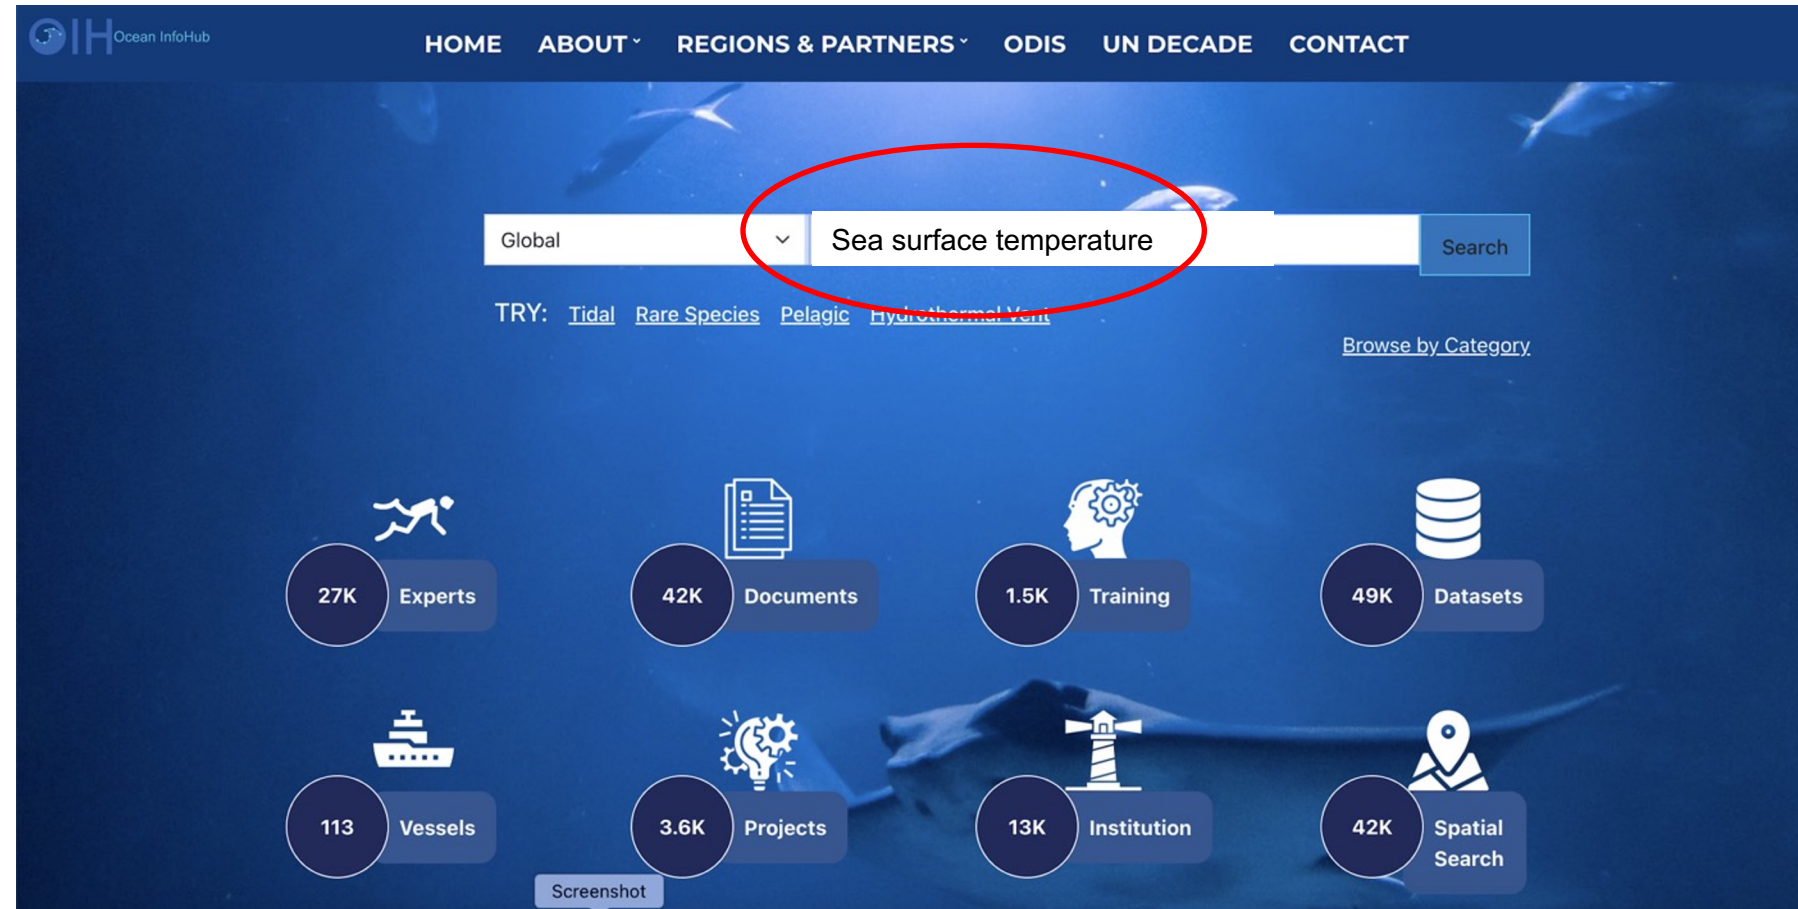 OIH Ocean InfoHub
HOME ABOUT REGIONS & PARTNERS ODIS UN DECADE CONTACT
Global Sea surface temperature Search
TRY: Tidal Rare Species Pelagic Hydrothermal Vent
Browse by Category
27K Experts 42K Documents 1.5K Training 49K Datasets
113 Vessels 3.6K Projects 13K Institution 42K Spatial
Search
Screenshot